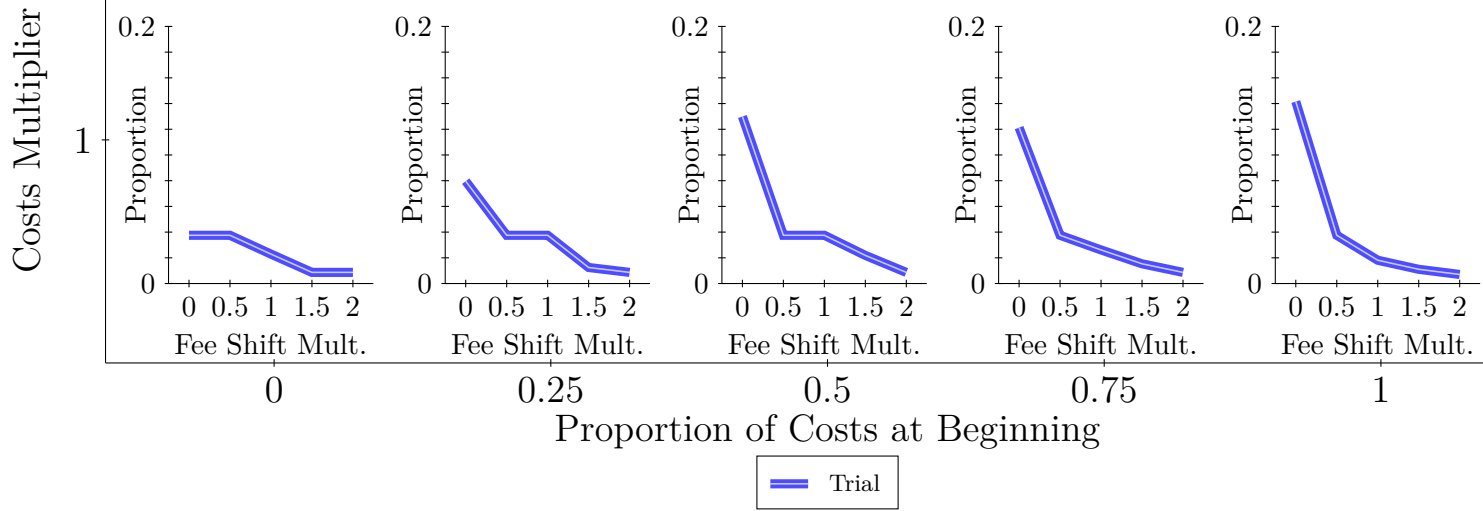 Costs Multiplier
1
0.2
Proportion
0
0 0.5 1 1.5 2
Fee Shift Mult.
0.2
Proportion
0
0 0.5 1 1.5 2
Fee Shift Mult.
0.2
Proportion
0
0 0.5 1 1.5 2
Fee Shift Mult.
0.2
Proportion
0
0 0.5 1 1.5 2
Fee Shift Mult.
0.2
Proportion
0
0 0.5 1 1.5 2
Fee Shift Mult.
0 0.25 0.5 0.75 1
Proportion of Costs at Beginning
Trial